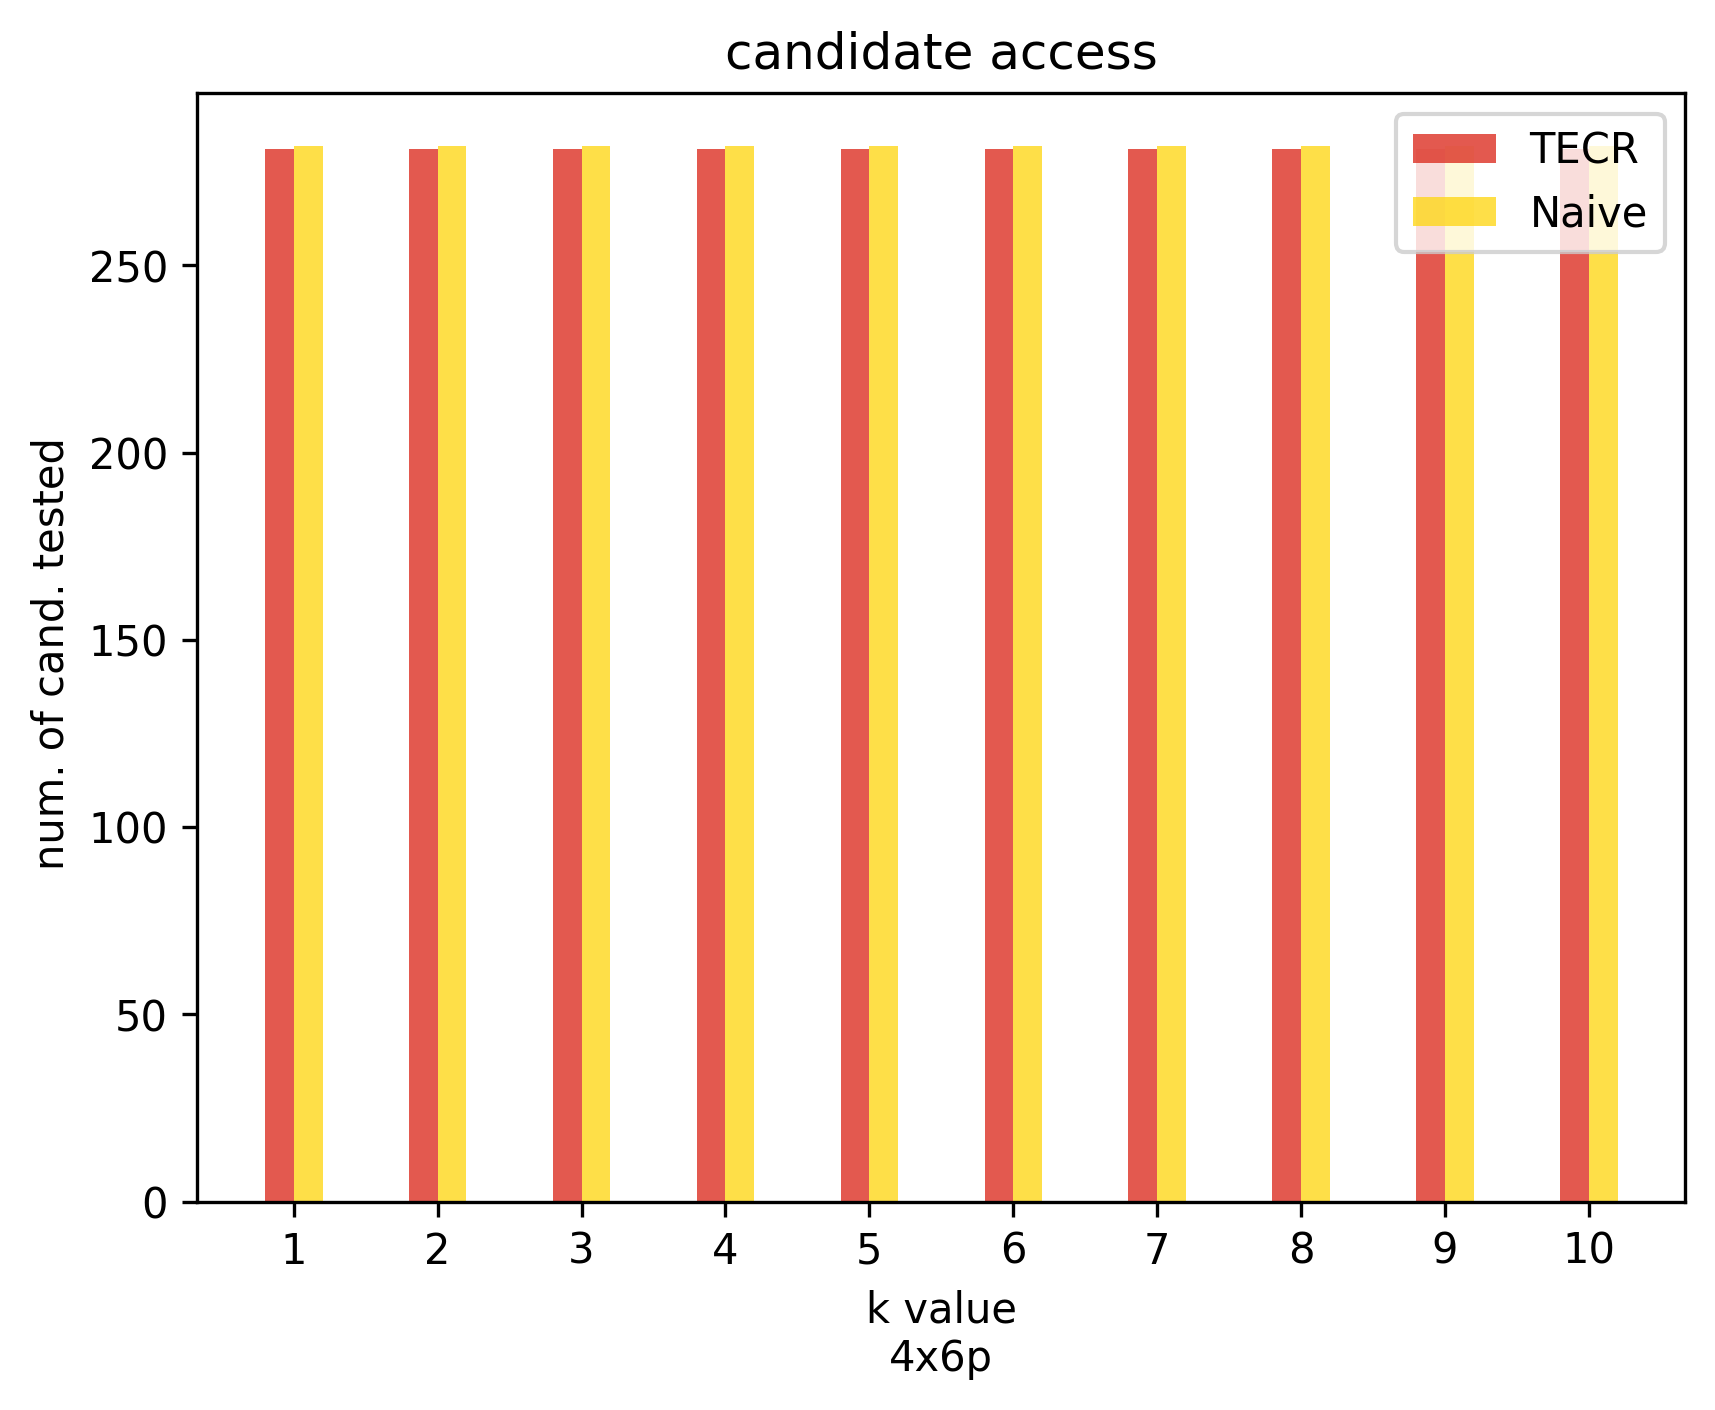 candidate access
TECR
Naive
num. of cand. tested
250
200
150
100
50
0
1 2 3 4 5 6 7 8 9 10
k value
4x6p